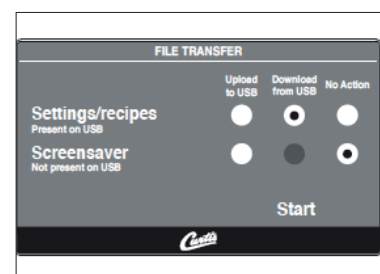 FILE TRANSFER
Upload to USB
Download from USB
No Action
Settings/recipes
Present on USB
Screensaver
Not present on USB
Start
Curtis